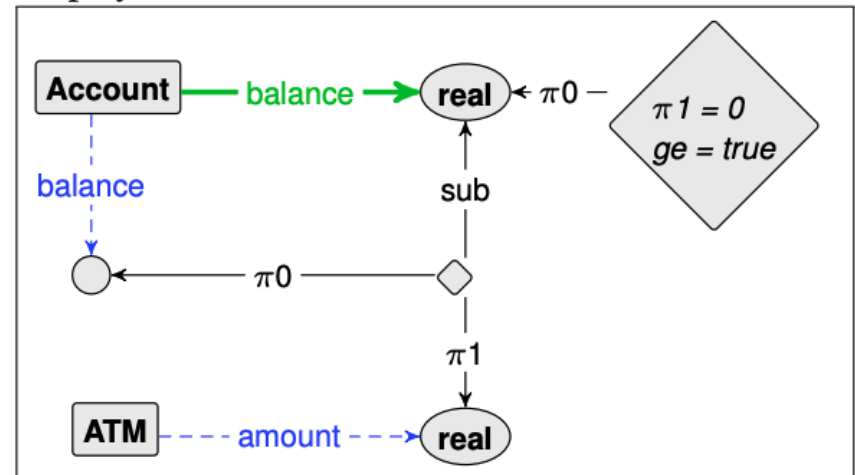 Account
balance
real
π0
π1 = 0
ge = true
balance
sub
π0
π1
ATM
amount
real